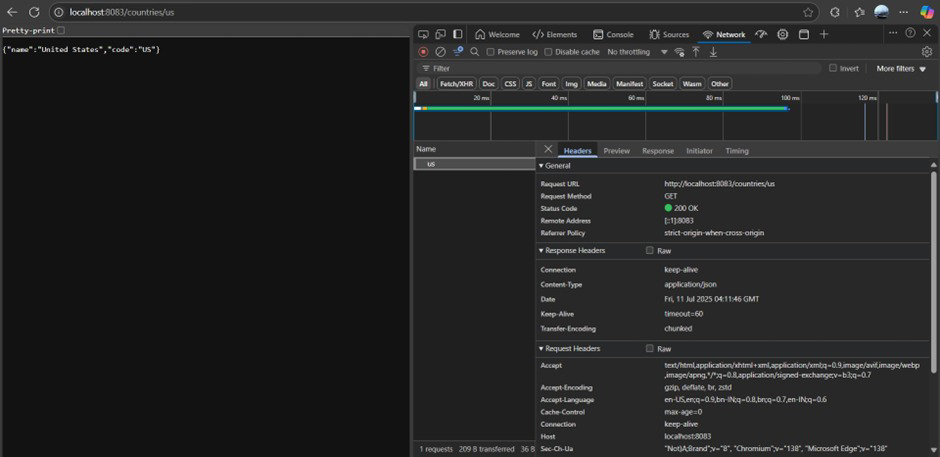 localhost:8083/countries/us
Pretty-print
{"name":"United States","code":"US"}
Welcome Elements Console Sources Network
Preserve log Disable cache No throttling
Filter Invert More filters
All Fetch/XHR Doc CSS JS Font Img Media Manifest Socket Wasm Other
20 ms 40 ms 60 ms 80 ms 100 ms 120 ms
Name Headers Preview Response Initiator Timing
us
General
Request URL http://localhost:8083/countries/us
Request Method GET
Status Code 200 OK
Remote Address [::1]:8083
Referrer Policy strict-origin-when-cross-origin
Response Headers Raw
Connection keep-alive
Content-Type application/json
Date Fri, 11 Jul 2025 04:11:46 GMT
Keep-Alive timeout=60
Transfer-Encoding chunked
Request Headers Raw
Accept text/html,application/xhtml+xml,application/xml;q=0.9,image/avif,image/webp
,image/apng,*/*;q=0.8,application/signed-exchange;v=b3;q=0.7
Accept-Encoding gzip, deflate, br, zstd
Accept-Language en-US,en;q=0.9,bn-IN;q=0.8,bn;q=0.7,en-IN;q=0.6
Cache-Control max-age=0
Connection keep-alive
Host localhost:8083
Sec-Ch-Ua "Not)A;Brand";v="8", "Chromium";v="138", "Microsoft Edge";v="138"
1 requests 209 B transferred 36 B